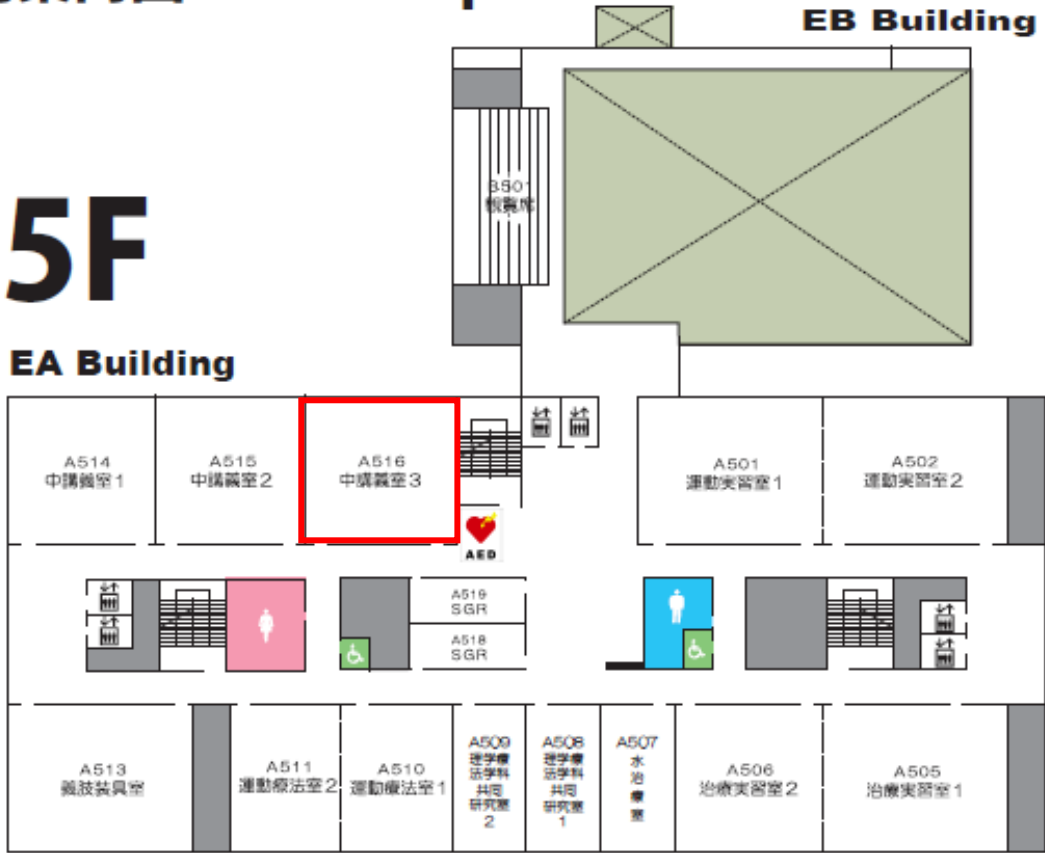 EB Building
B501
観覧席
5F
EA Building
A514
中講義室1
A515
中講義室2
A516
中講義室3
A501
運動実習室1
A502
運動実習室2
AED
A519
SGR
A518
SGR
A513
義肢装具室
A511
運動療法室2
A510
運動療法室1
A509
理学療
法学科
共同
研究室
2
A508
理学療
法学科
共同
研究室
1
A507
水
治
療
室
A506
治療実習室2
A505
治療実習室1